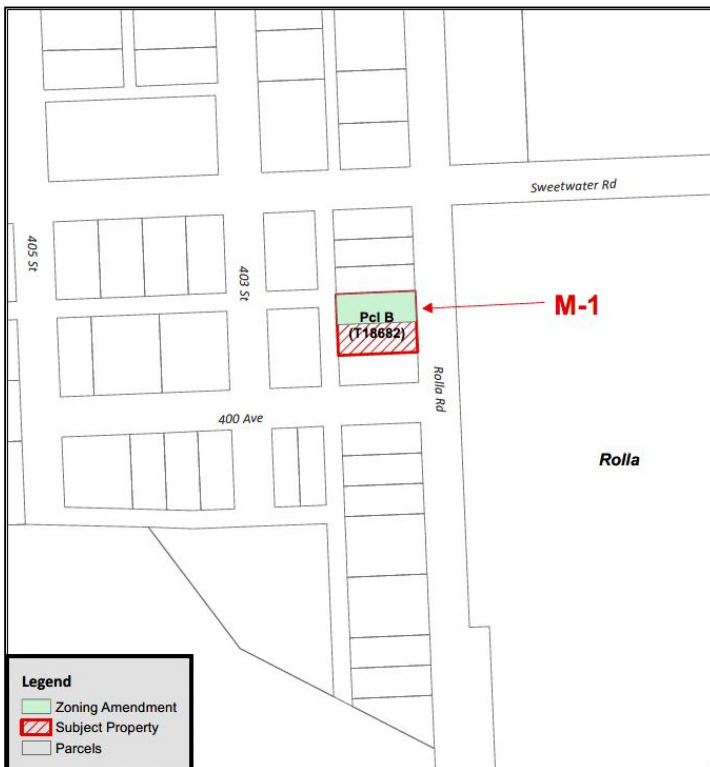 Sweetwater Rd
405 St
403 St
M-1
Pcl B
(T18682)
Rolla Rd
400 Ave
Rolla
Legend
Zoning Amendment
Subject Property
Parcels